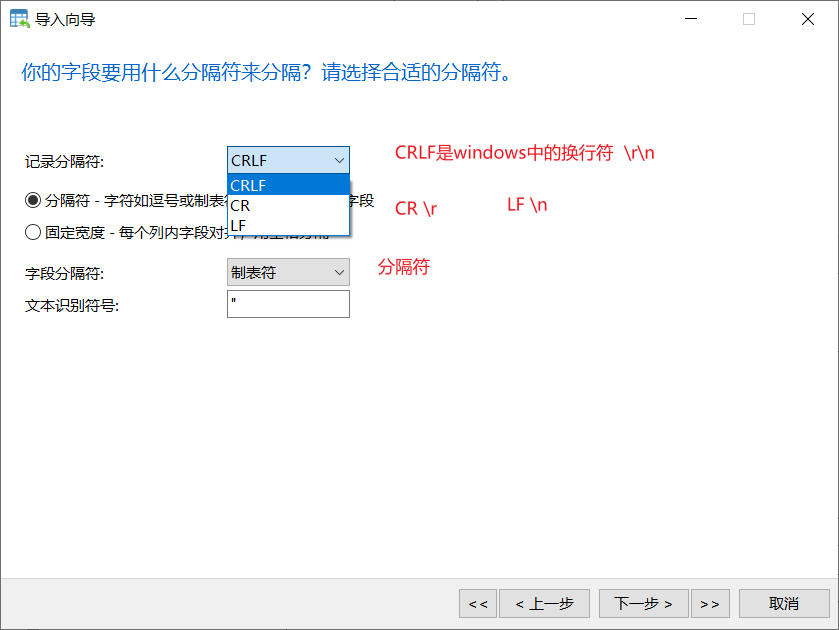 导入向导
你的字段要用什么分隔符来分隔？请选择合适的分隔符。
记录分隔符: CRLF CRLF是windows中的换行符 \r\n
CRLF
分隔符 - 字符如逗号或制表 字段
CR CR \r LF \n
LF
固定宽度 - 每个列内字段对
字段分隔符: 制表符 分隔符
文本识别符号: "
<< < 上一步 下一步 > >> 取消